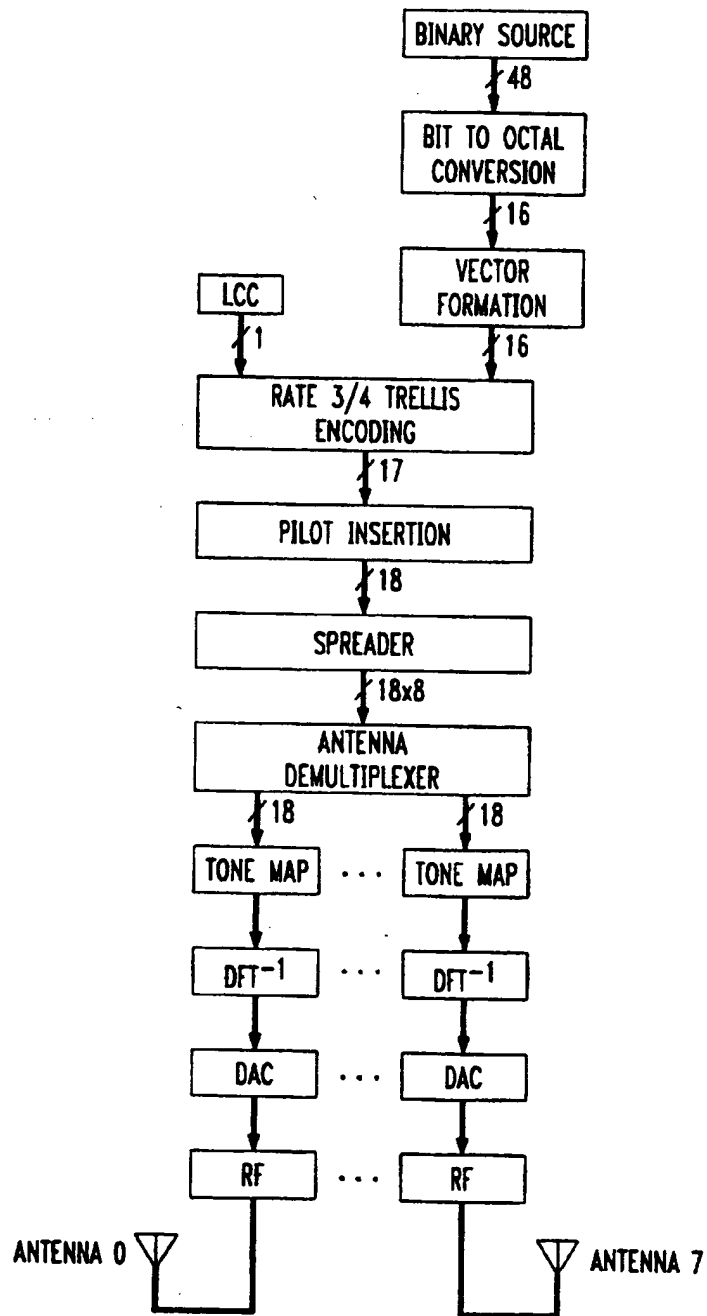 BINARY SOURCE
48
BIT TO OCTAL
CONVERSION
16
VECTOR
FORMATION
LCC
1
16
RATE 3/4 TRELLIS
ENCODING
17
PILOT INSERTION
18
SPREADER
18x8
ANTENNA
DEMULTIPLEXER
18
18
TONE MAP ... TONE MAP
DFT⁻¹ ... DFT⁻¹
DAC ... DAC
RF ... RF
ANTENNA 0
ANTENNA 7